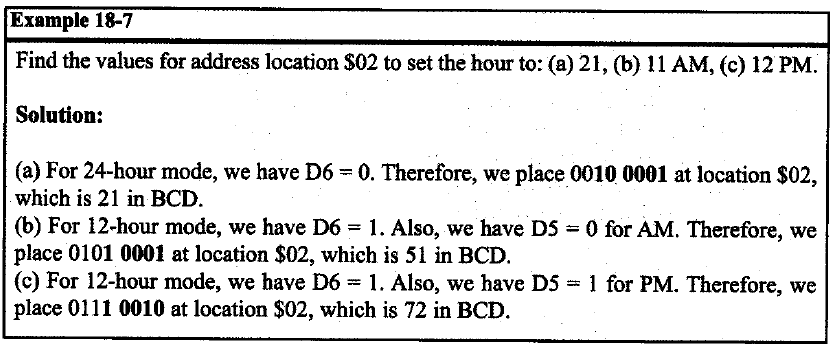 Example 18-7
Find the values for address location $02 to set the hour to: (a) 21, (b) 11 AM, (c) 12 PM.
Solution:
(a) For 24-hour mode, we have D6 = 0. Therefore, we place 0010 0001 at location $02,
which is 21 in BCD.
(b) For 12-hour mode, we have D6 = 1. Also, we have D5 = 0 for AM. Therefore, we
place 0101 0001 at location $02, which is 51 in BCD.
(c) For 12-hour mode, we have D6 = 1. Also, we have D5 = 1 for PM. Therefore, we
place 0111 0010 at location $02, which is 72 in BCD.